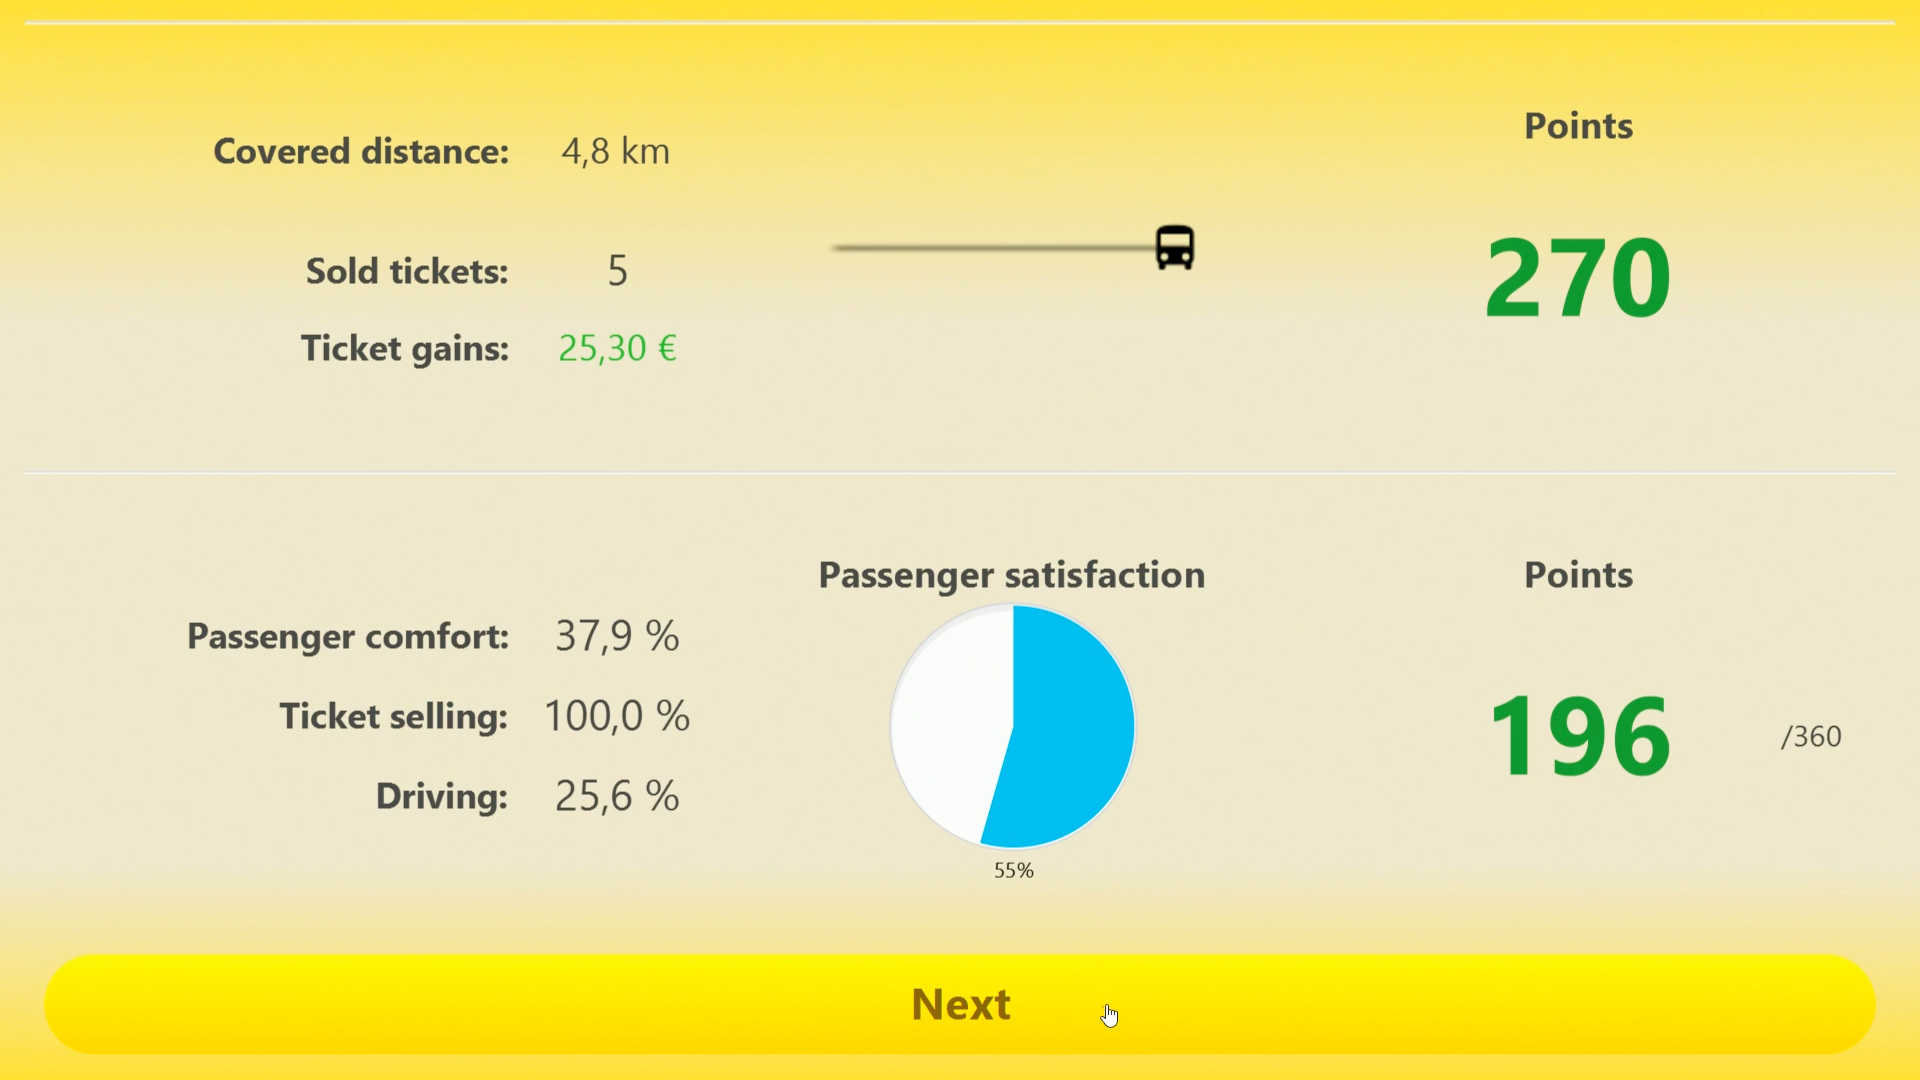 Covered distance: 4,8 km
Sold tickets: 5
Ticket gains: 25,30 €
Points
270
Passenger comfort: 37,9 %
Ticket selling: 100,0 %
Driving: 25,6 %
Passenger satisfaction
55%
Points
196 /360
Next